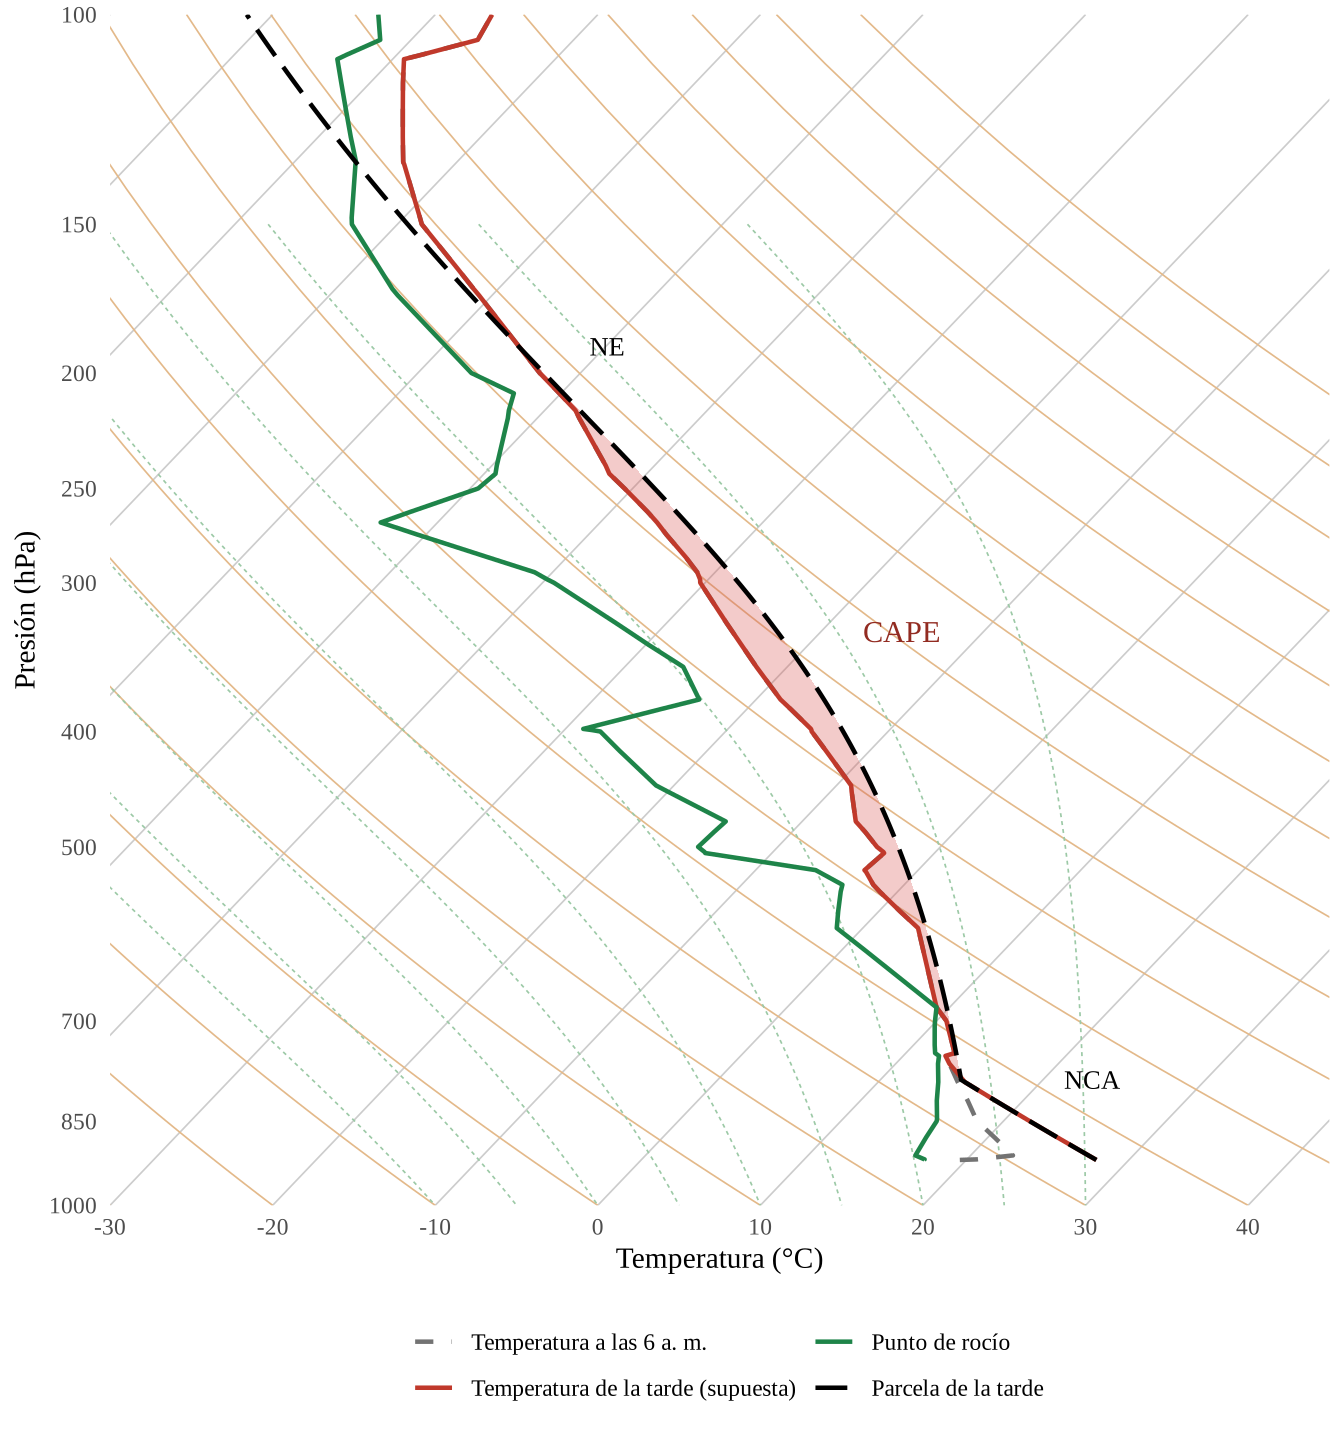 100
150
200
250
300
400
500
700
850
1000
Presión (hPa)
NE
CAPE
NCA
-30 -20 -10 0 10 20 30 40
Temperatura (°C)
Temperatura a las 6 a. m. Punto de rocío
Temperatura de la tarde (supuesta) Parcela de la tarde